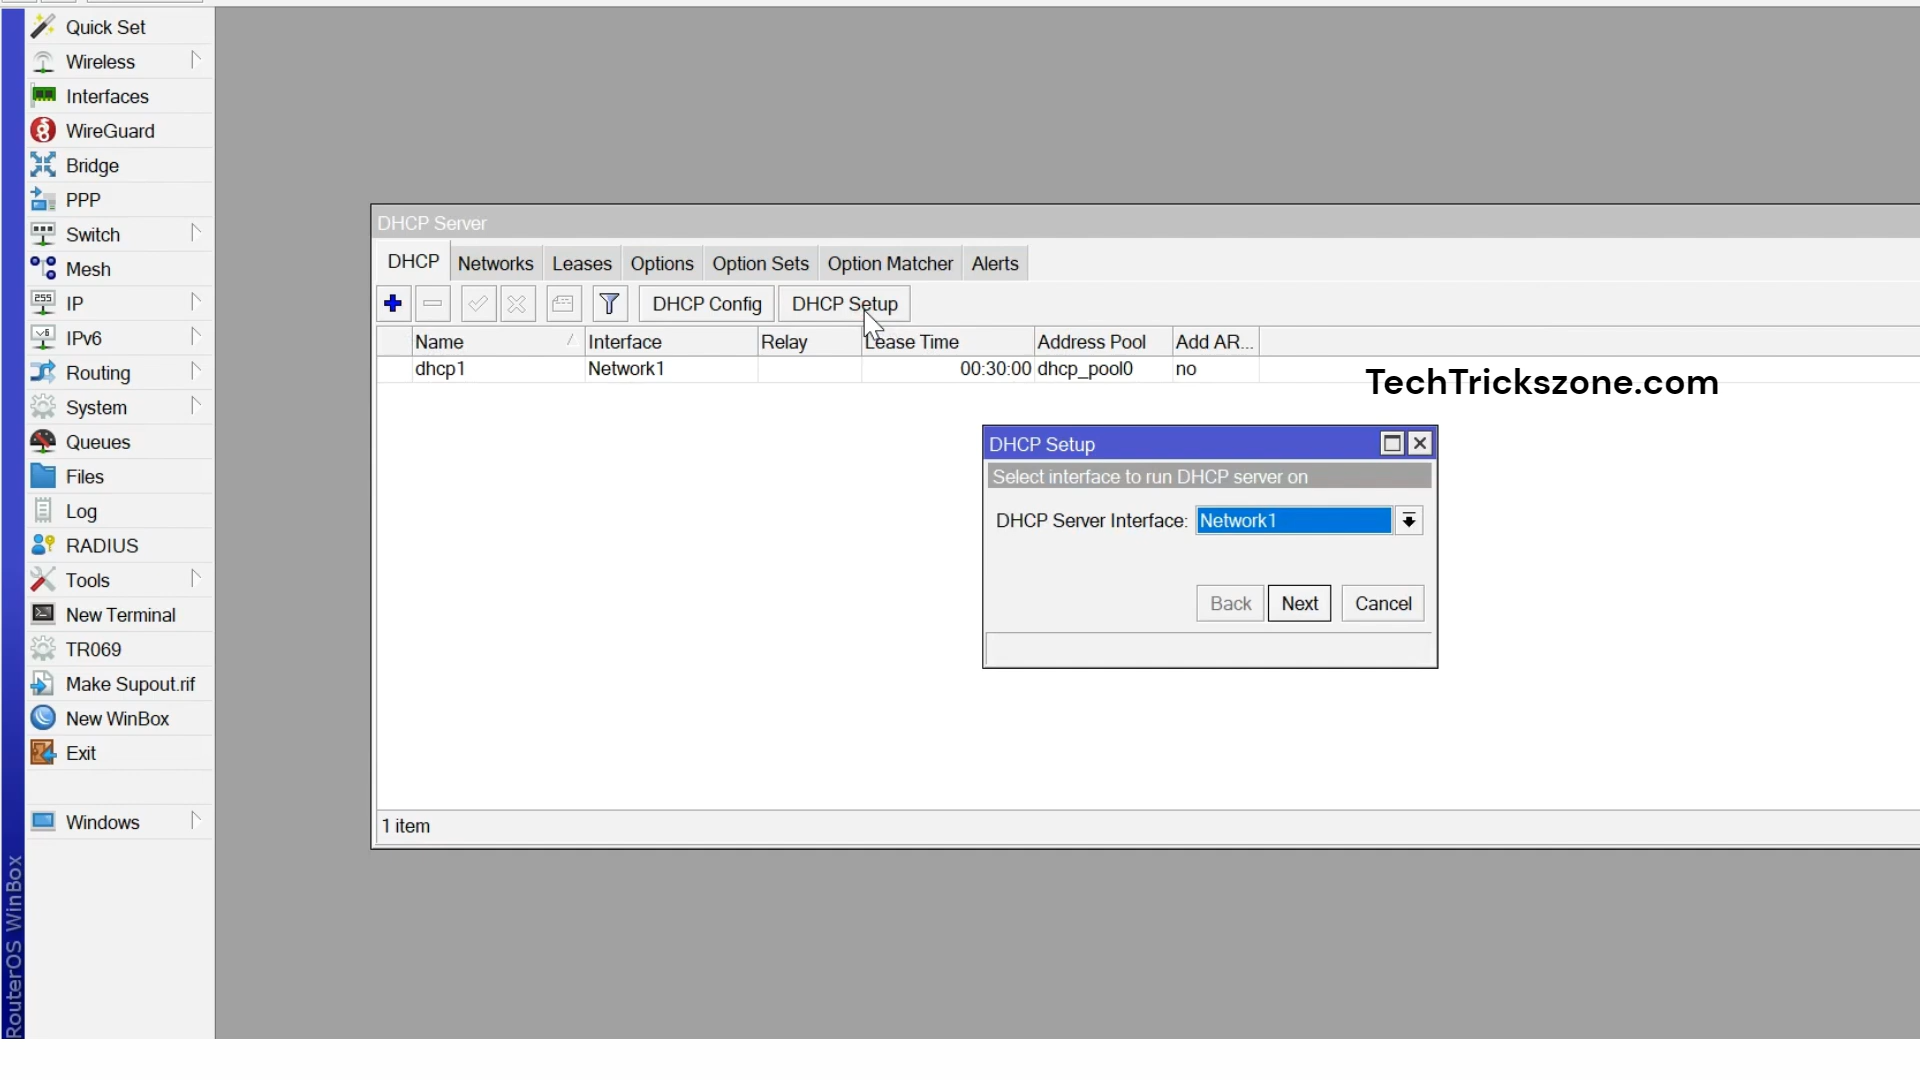 Quick Set
Wireless
Interfaces
WireGuard
Bridge
PPP
Switch
Mesh
255
IP
v6
IPv6
Routing
System
Queues
Files
Log
RADIUS
Tools
New Terminal
TR069
Make Supout.rif
New WinBox
Exit
Windows
RouterOS WinBox
DHCP Server
DHCP Networks Leases Options Option Sets Option Matcher Alerts
DHCP Config DHCP Setup
Name Interface Relay Lease Time Address Pool Add AR...
dhcp1 Network1 00:30:00 dhcp_pool0 no
TechTrickszone.com
DHCP Setup
Select interface to run DHCP server on
DHCP Server Interface: Network1
Back Next Cancel
1 item